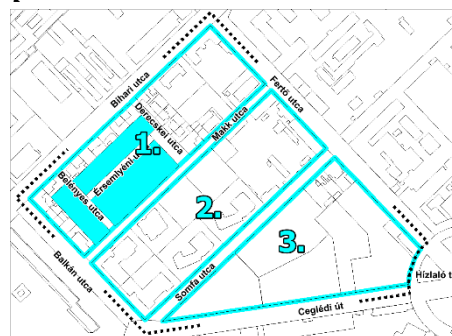 Bihari utca
Fertő utca
Derecskei utca
Makk utca
1.
Érsemlyéni u
Belényes utca
2.
Balkán utca
Somfa utca
3.
Hízlaló t
Ceglédi út